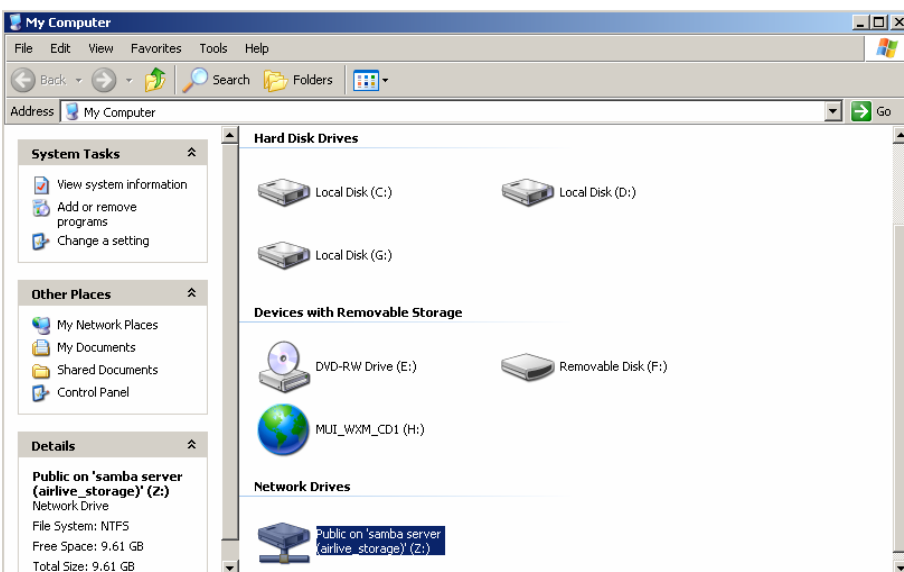 My Computer
File Edit View Favorites Tools Help
Back Search Folders
Address My Computer Go
System Tasks
View system information
Add or remove
programs
Change a setting
Other Places
My Network Places
My Documents
Shared Documents
Control Panel
Details
Public on 'samba server
(airlive_storage)' (Z:)
Network Drive
File System: NTFS
Free Space: 9.61 GB
Total Size: 9.61 GB
Hard Disk Drives
Local Disk (C:) Local Disk (D:)
Local Disk (G:)
Devices with Removable Storage
DVD-RW Drive (E:) Removable Disk (F:)
MUI_WXM_CD1 (H:)
Network Drives
Public on 'samba server
(airlive_storage)' (Z:)